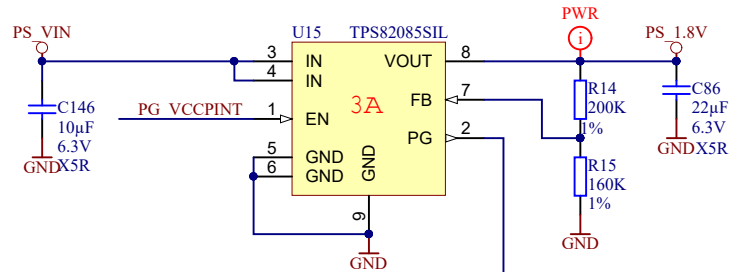 PWR
i
PS_VIN
U15 TPS82085SIL
PS_1.8V
3 IN VOUT 8
4 IN
C146
10µF
6.3V
X5R
GND
PG_VCCPINT
1 EN
3A
FB 7
PG 2
5 GND
6 GND
GND
9
GND
R14
200K
1%
R15
160K
1%
GND
C86
22µF
6.3V
X5R
GND